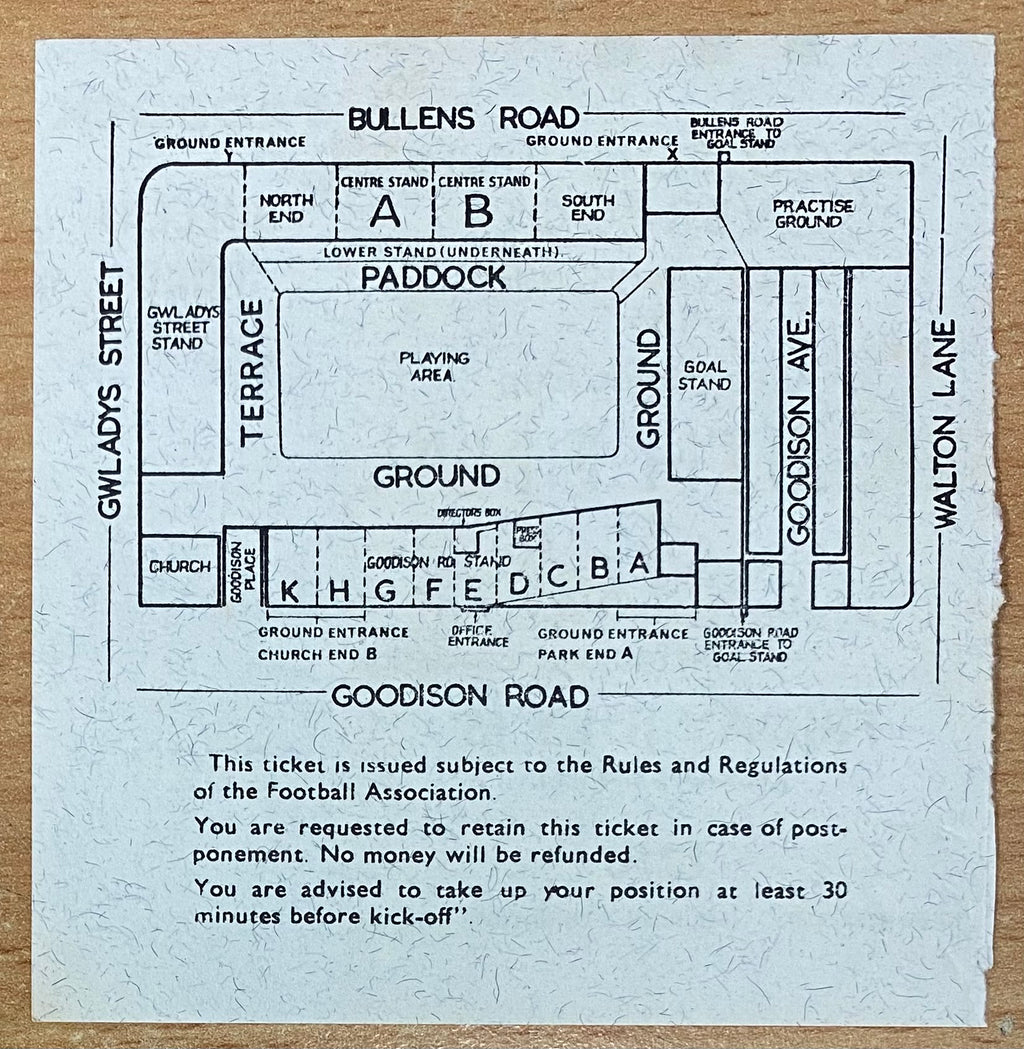 BULLENS ROAD
GROUND ENTRANCE
Y
GROUND ENTRANCE
X
BULLENS ROAD
ENTRANCE TO
GOAL STAND
NORTH
END
CENTRE STAND
A
CENTRE STAND
B
SOUTH
END
PRACTISE
GROUND
LOWER STAND (UNDERNEATH).
PADDOCK
GWLADYS STREET
GWLADYS
STREET
STAND
TERRACE
PLAYING
AREA.
GROUND
GOAL
STAND
GOODISON AVE.
WALTON LANE
GROUND
DIRECTORS BOX
PRESS
BOX
CHURCH
GOODISON
PLACE
GOODISON RD. STAND
K H G F E D C B A
GROUND ENTRANCE
CHURCH END B
OFFICE
ENTRANCE
GROUND ENTRANCE
PARK END A
GOODISON ROAD
ENTRANCE TO
GOAL STAND
GOODISON ROAD
This ticket is issued subject to the Rules and Regulations
of the Football Association.
You are requested to retain this ticket in case of post-
ponement. No money will be refunded.
You are advised to take up your position at least 30
minutes before kick-off”.